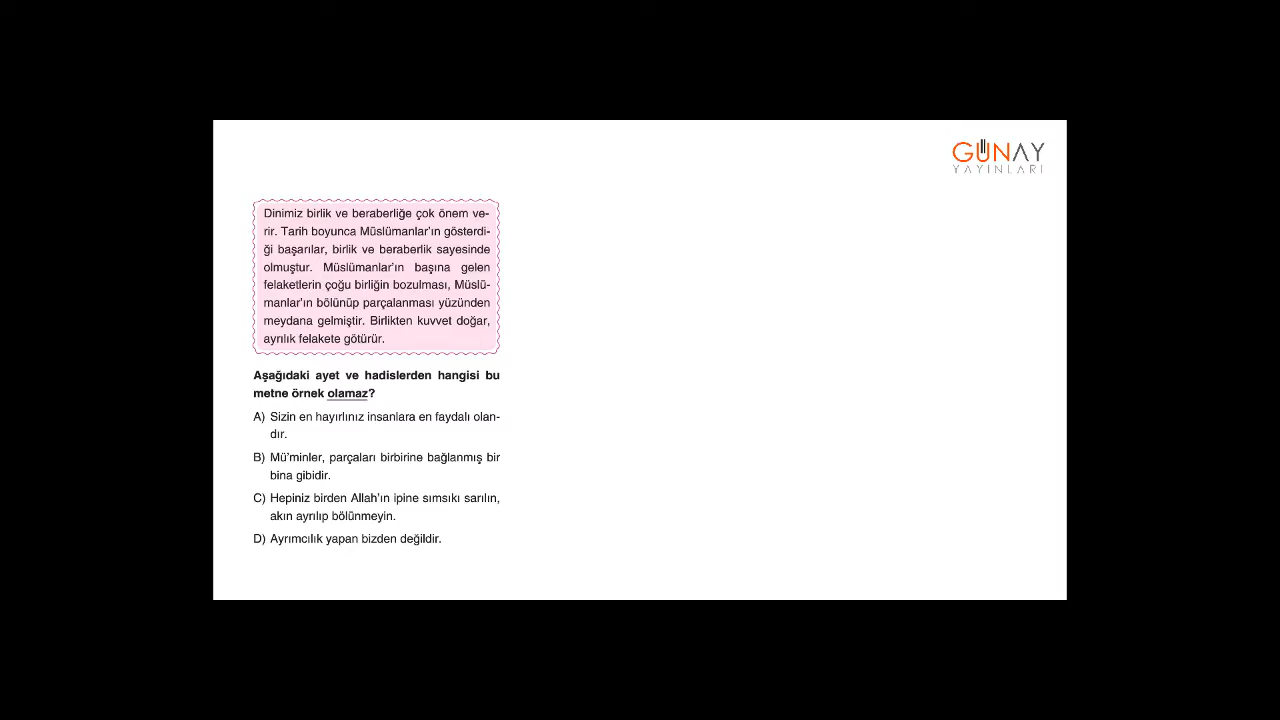 GÜNAY
YAYINLARI
Dinimiz birlik ve beraberliğe çok önem ve-
rir. Tarih boyunca Müslümanlar'ın gösterdi-
ği başarılar, birlik ve beraberlik sayesinde
olmuştur. Müslümanlar'ın başına gelen
felaketlerin çoğu birliğin bozulması, Müslü-
manlar'ın bölünüp parçalanması yüzünden
meydana gelmiştir. Birlikten kuvvet doğar,
ayrılık felakete götürür.
Aşağıdaki ayet ve hadislerden hangisi bu
metne örnek olamaz?
A) Sizin en hayırlınız insanlara en faydalı olan-
dır.
B) Mü'minler, parçaları birbirine bağlanmış bir
bina gibidir.
C) Hepiniz birden Allah'ın ipine sımsıkı sarılın,
akın ayrılıp bölünmeyin.
D) Ayrımcılık yapan bizden değildir.